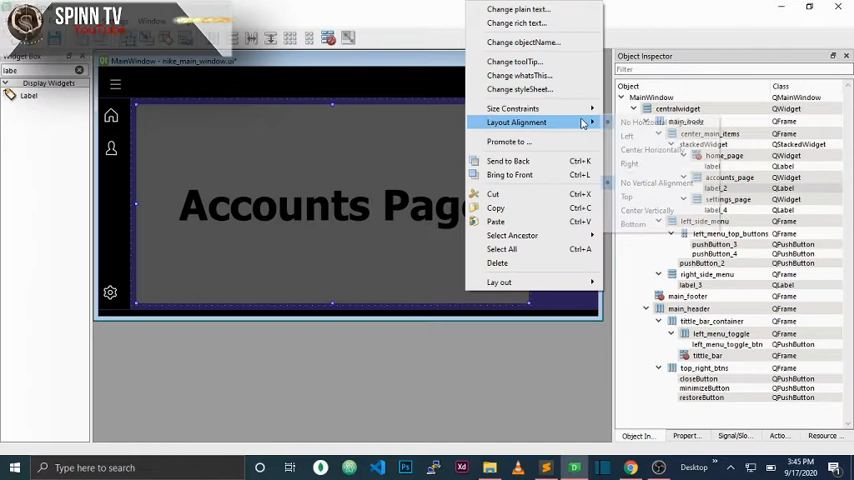 SPINN TV
YouTube
Window
Widget Box
labe
Display Widgets
Label
MainWindow - nike_main_window.ui*
Accounts Page
Change plain text...
Change rich text...
Change objectName...
Change toolTip...
Change whatsThis...
Change styleSheet...
Size Constraints
Layout Alignment
Promote to ...
Send to Back Ctrl+K
Bring to Front Ctrl+L
Cut Ctrl+X
Copy Ctrl+C
Paste Ctrl+V
Select Ancestor
Select All Ctrl+A
Delete
Lay out
Left
Center Horizontally
Right
No Vertical Alignment
Top
Center Vertically
Bottom
Object Inspector
Filter
Object Class
MainWindow QMainWindow
centralwidget QWidget
main_body QFrame
center_main_items QFrame
stackedWidget QStackedWidget
home_page QWidget
label QLabel
accounts_page QWidget
label_2 QLabel
settings_page QWidget
label_4 QLabel
left_side_menu QFrame
left_menu_top_buttons QFrame
pushButton_3 QPushButton
pushButton_4 QPushButton
pushButton_2 QPushButton
right_side_menu QFrame
label_3 QLabel
main_footer QFrame
main_header QFrame
tittle_bar_container QFrame
left_menu_toggle QFrame
left_menu_toggle_btn QPushButton
tittle_bar QFrame
top_right_btns QFrame
closeButton QPushButton
minimizeButton QPushButton
restoreButton QPushButton
Object In... Propert... Signal/Slo... Actio... Resource ...
Type here to search
Desktop
3:45 PM
9/17/2020